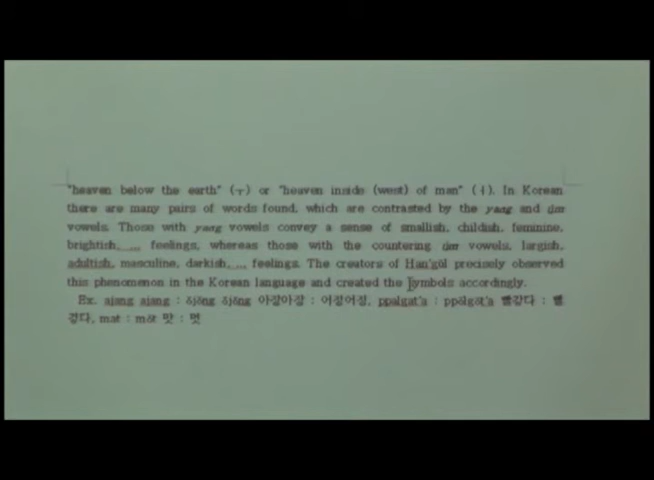 "heaven below the earth" (ㅜ) or "heaven inside (west) of man" (ㅓ). In Korean
there are many pairs of words found, which are contrasted by the yang and ŭm
vowels. Those with yang vowels convey a sense of smallish, childish, feminine,
brightish, ... feelings, whereas those with the countering ŭm vowels, largish,
adultish, masculine, darkish, ... feelings. The creators of Han'gŭl precisely observed
this phenomenon in the Korean language and created the symbols accordingly.
Ex. ajang ajang : ŏjŏng ŏjŏng 아장아장 : 어정어정, ppalgat'a : ppŏlgŏt'a 빨갛다 : 뻘
겋다, mat : mŏt 맛 : 멋